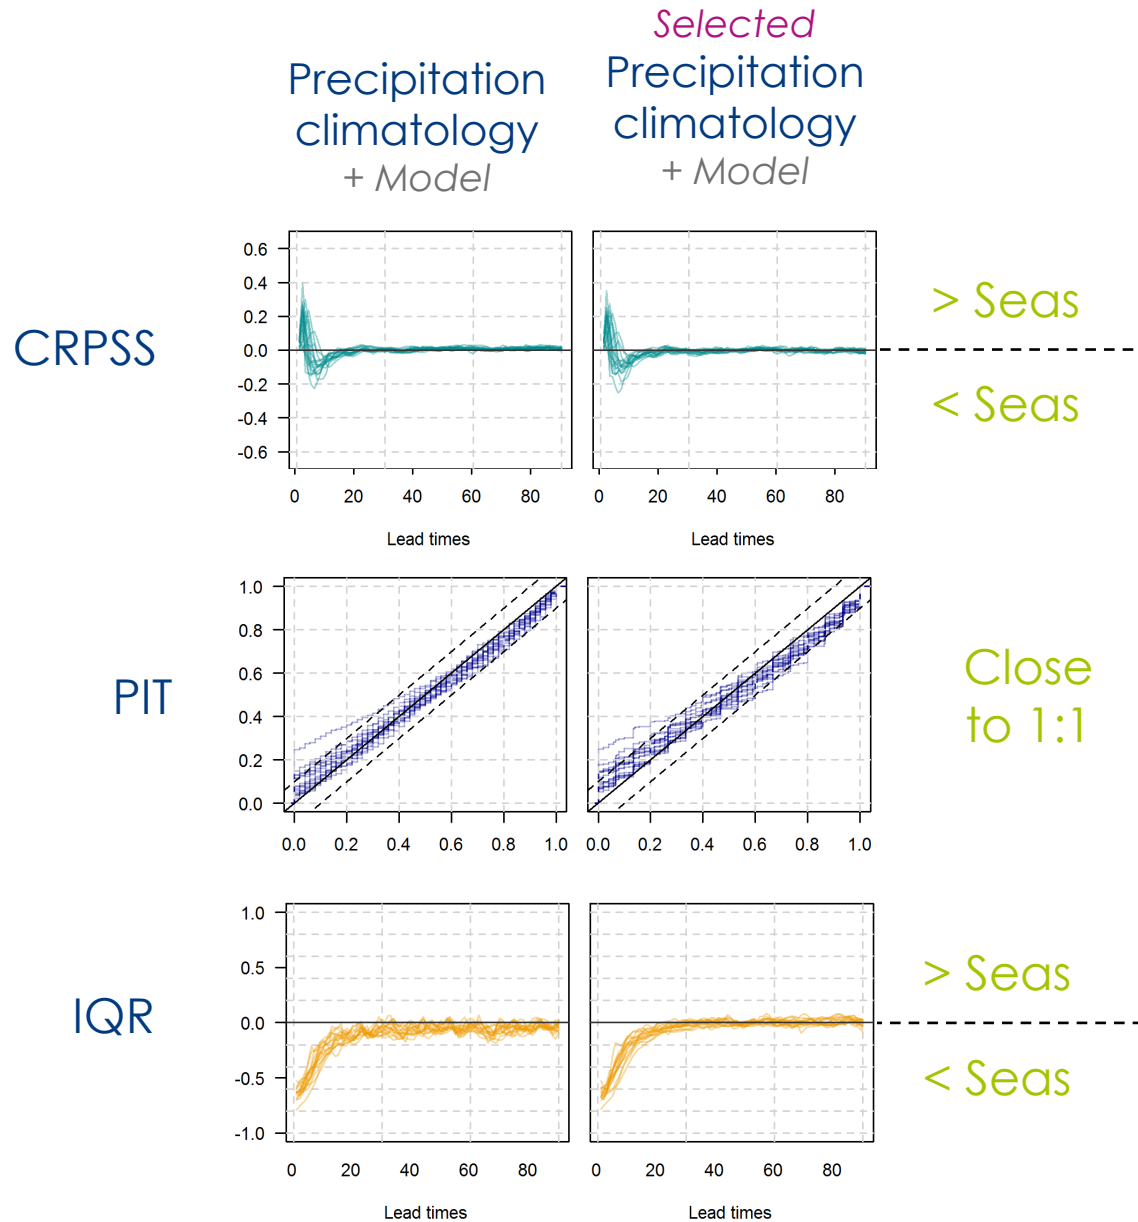 Selected
Precipitation
climatology
+ Model
Precipitation
climatology
+ Model
CRPSS
0.6
0.4
0.2
0.0
-0.2
-0.4
-0.6
0 20 40 60 80
Lead times
0 20 40 60 80
Lead times
> Seas
< Seas
PIT
1.0
0.8
0.6
0.4
0.2
0.0
0.0 0.2 0.4 0.6 0.8 1.0
0.0 0.2 0.4 0.6 0.8 1.0
Close
to 1:1
IQR
1.0
0.5
0.0
-0.5
-1.0
0 20 40 60 80
Lead times
0 20 40 60 80
Lead times
> Seas
< Seas